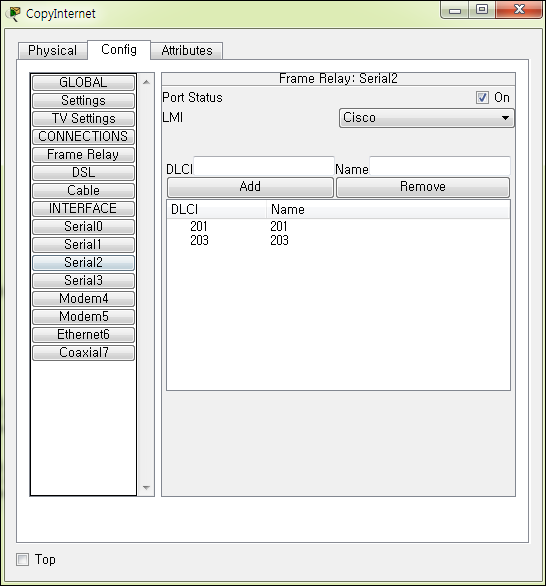 CopyInternet
Physical Config Attributes
GLOBAL
Settings
TV Settings
CONNECTIONS
Frame Relay
DSL
Cable
INTERFACE
Serial0
Serial1
Serial2
Serial3
Modem4
Modem5
Ethernet6
Coaxial7
Frame Relay: Serial2
Port Status On
LMI Cisco
DLCI Name
Add Remove
DLCI Name
201 201
203 203
Top